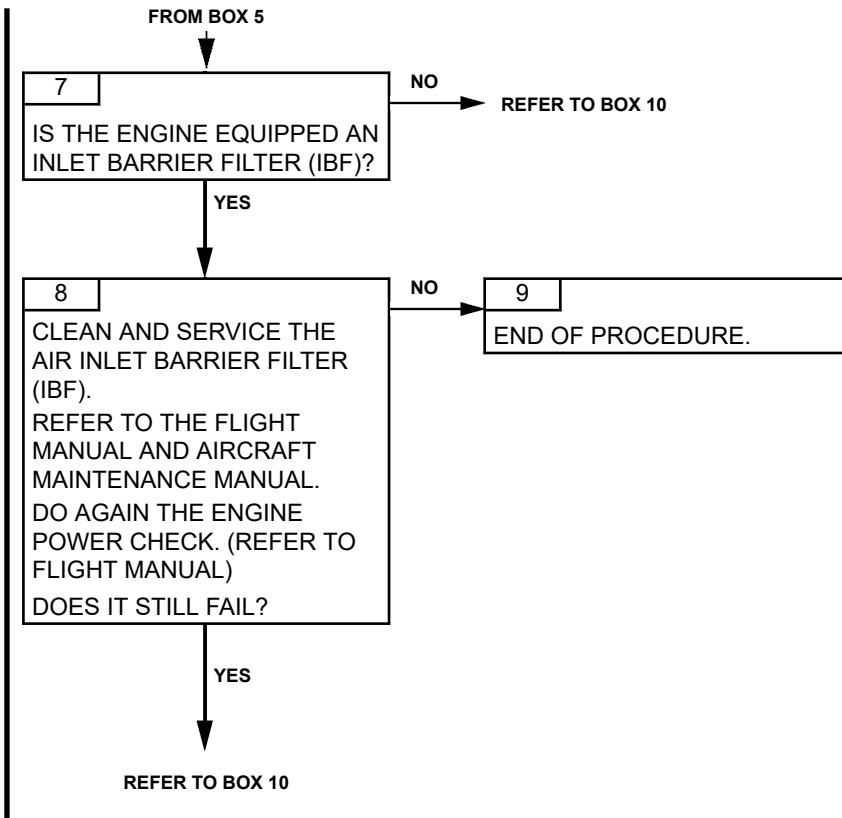 FROM BOX 5
7
IS THE ENGINE EQUIPPED AN
INLET BARRIER FILTER (IBF)?
NO
REFER TO BOX 10
YES
8
CLEAN AND SERVICE THE
AIR INLET BARRIER FILTER
(IBF).
REFER TO THE FLIGHT
MANUAL AND AIRCRAFT
MAINTENANCE MANUAL.
DO AGAIN THE ENGINE
POWER CHECK. (REFER TO
FLIGHT MANUAL)
DOES IT STILL FAIL?
NO
9
END OF PROCEDURE.
YES
REFER TO BOX 10